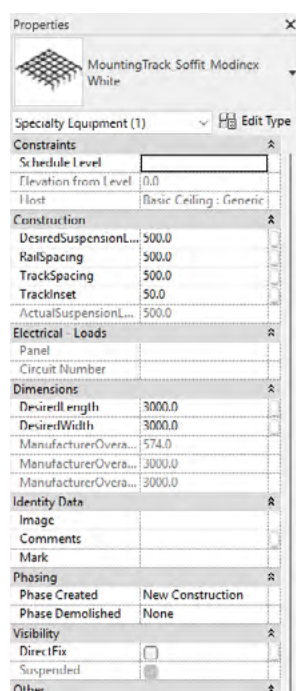 Properties
MountingTrack_Soffit_Modinex
White
Specialty Equipment (1) Edit Type
Constraints
Schedule Level
Elevation from Level 0.0
Host Basic Ceiling : Generic
Construction
DesiredSuspensionL... 500.0
RailSpacing 500.0
TrackSpacing 500.0
TrackInset 50.0
ActualSuspensionL... 500.0
Electrical - Loads
Panel
Circuit Number
Dimensions
DesiredLength 3000.0
DesiredWidth 3000.0
ManufacturerOvera... 574.0
ManufacturerOvera... 3000.0
ManufacturerOvera... 3000.0
Identity Data
Image
Comments
Mark
Phasing
Phase Created New Construction
Phase Demolished None
Visibility
DirectFix
Suspended
Other